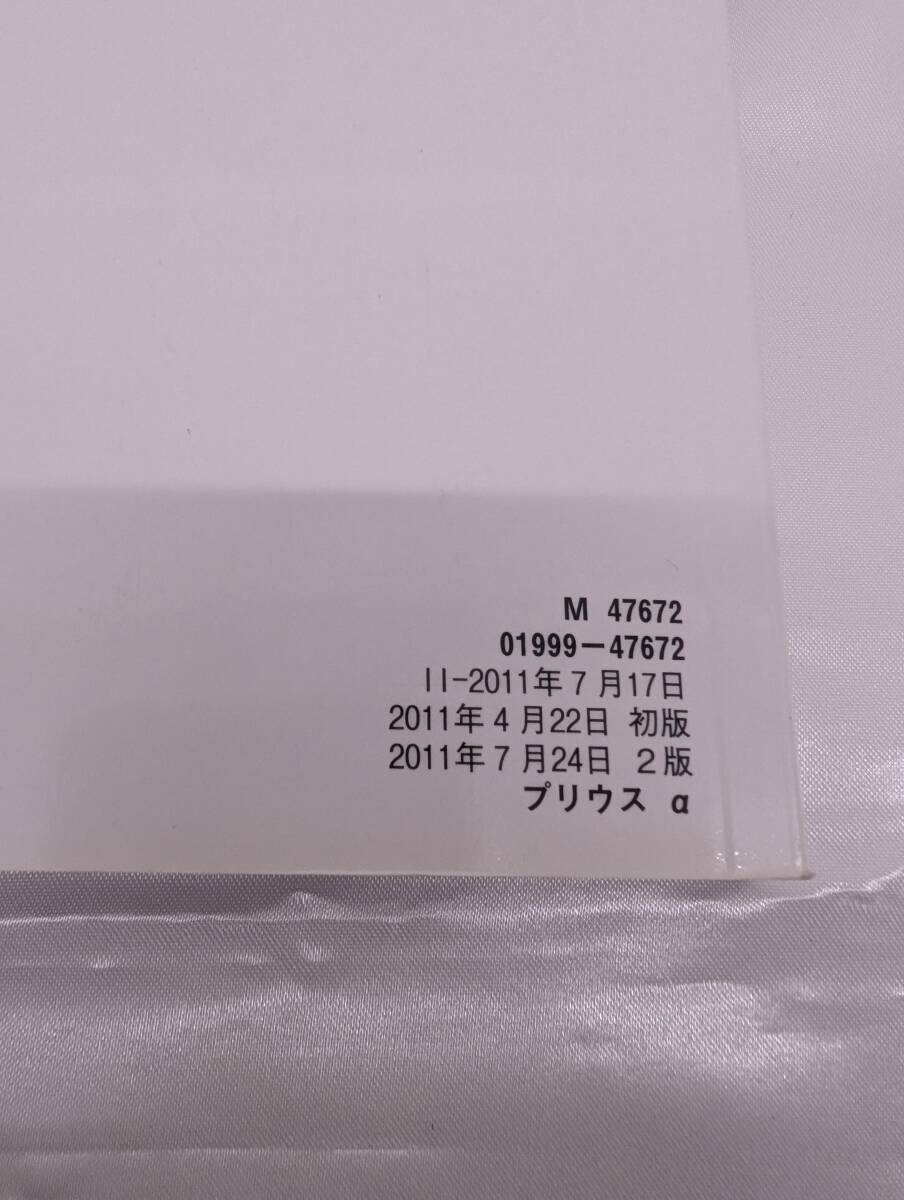 M 47672
01999-47672
II-2011年7月17日
2011年4月22日 初版
2011年7月24日 2版
プリウス α